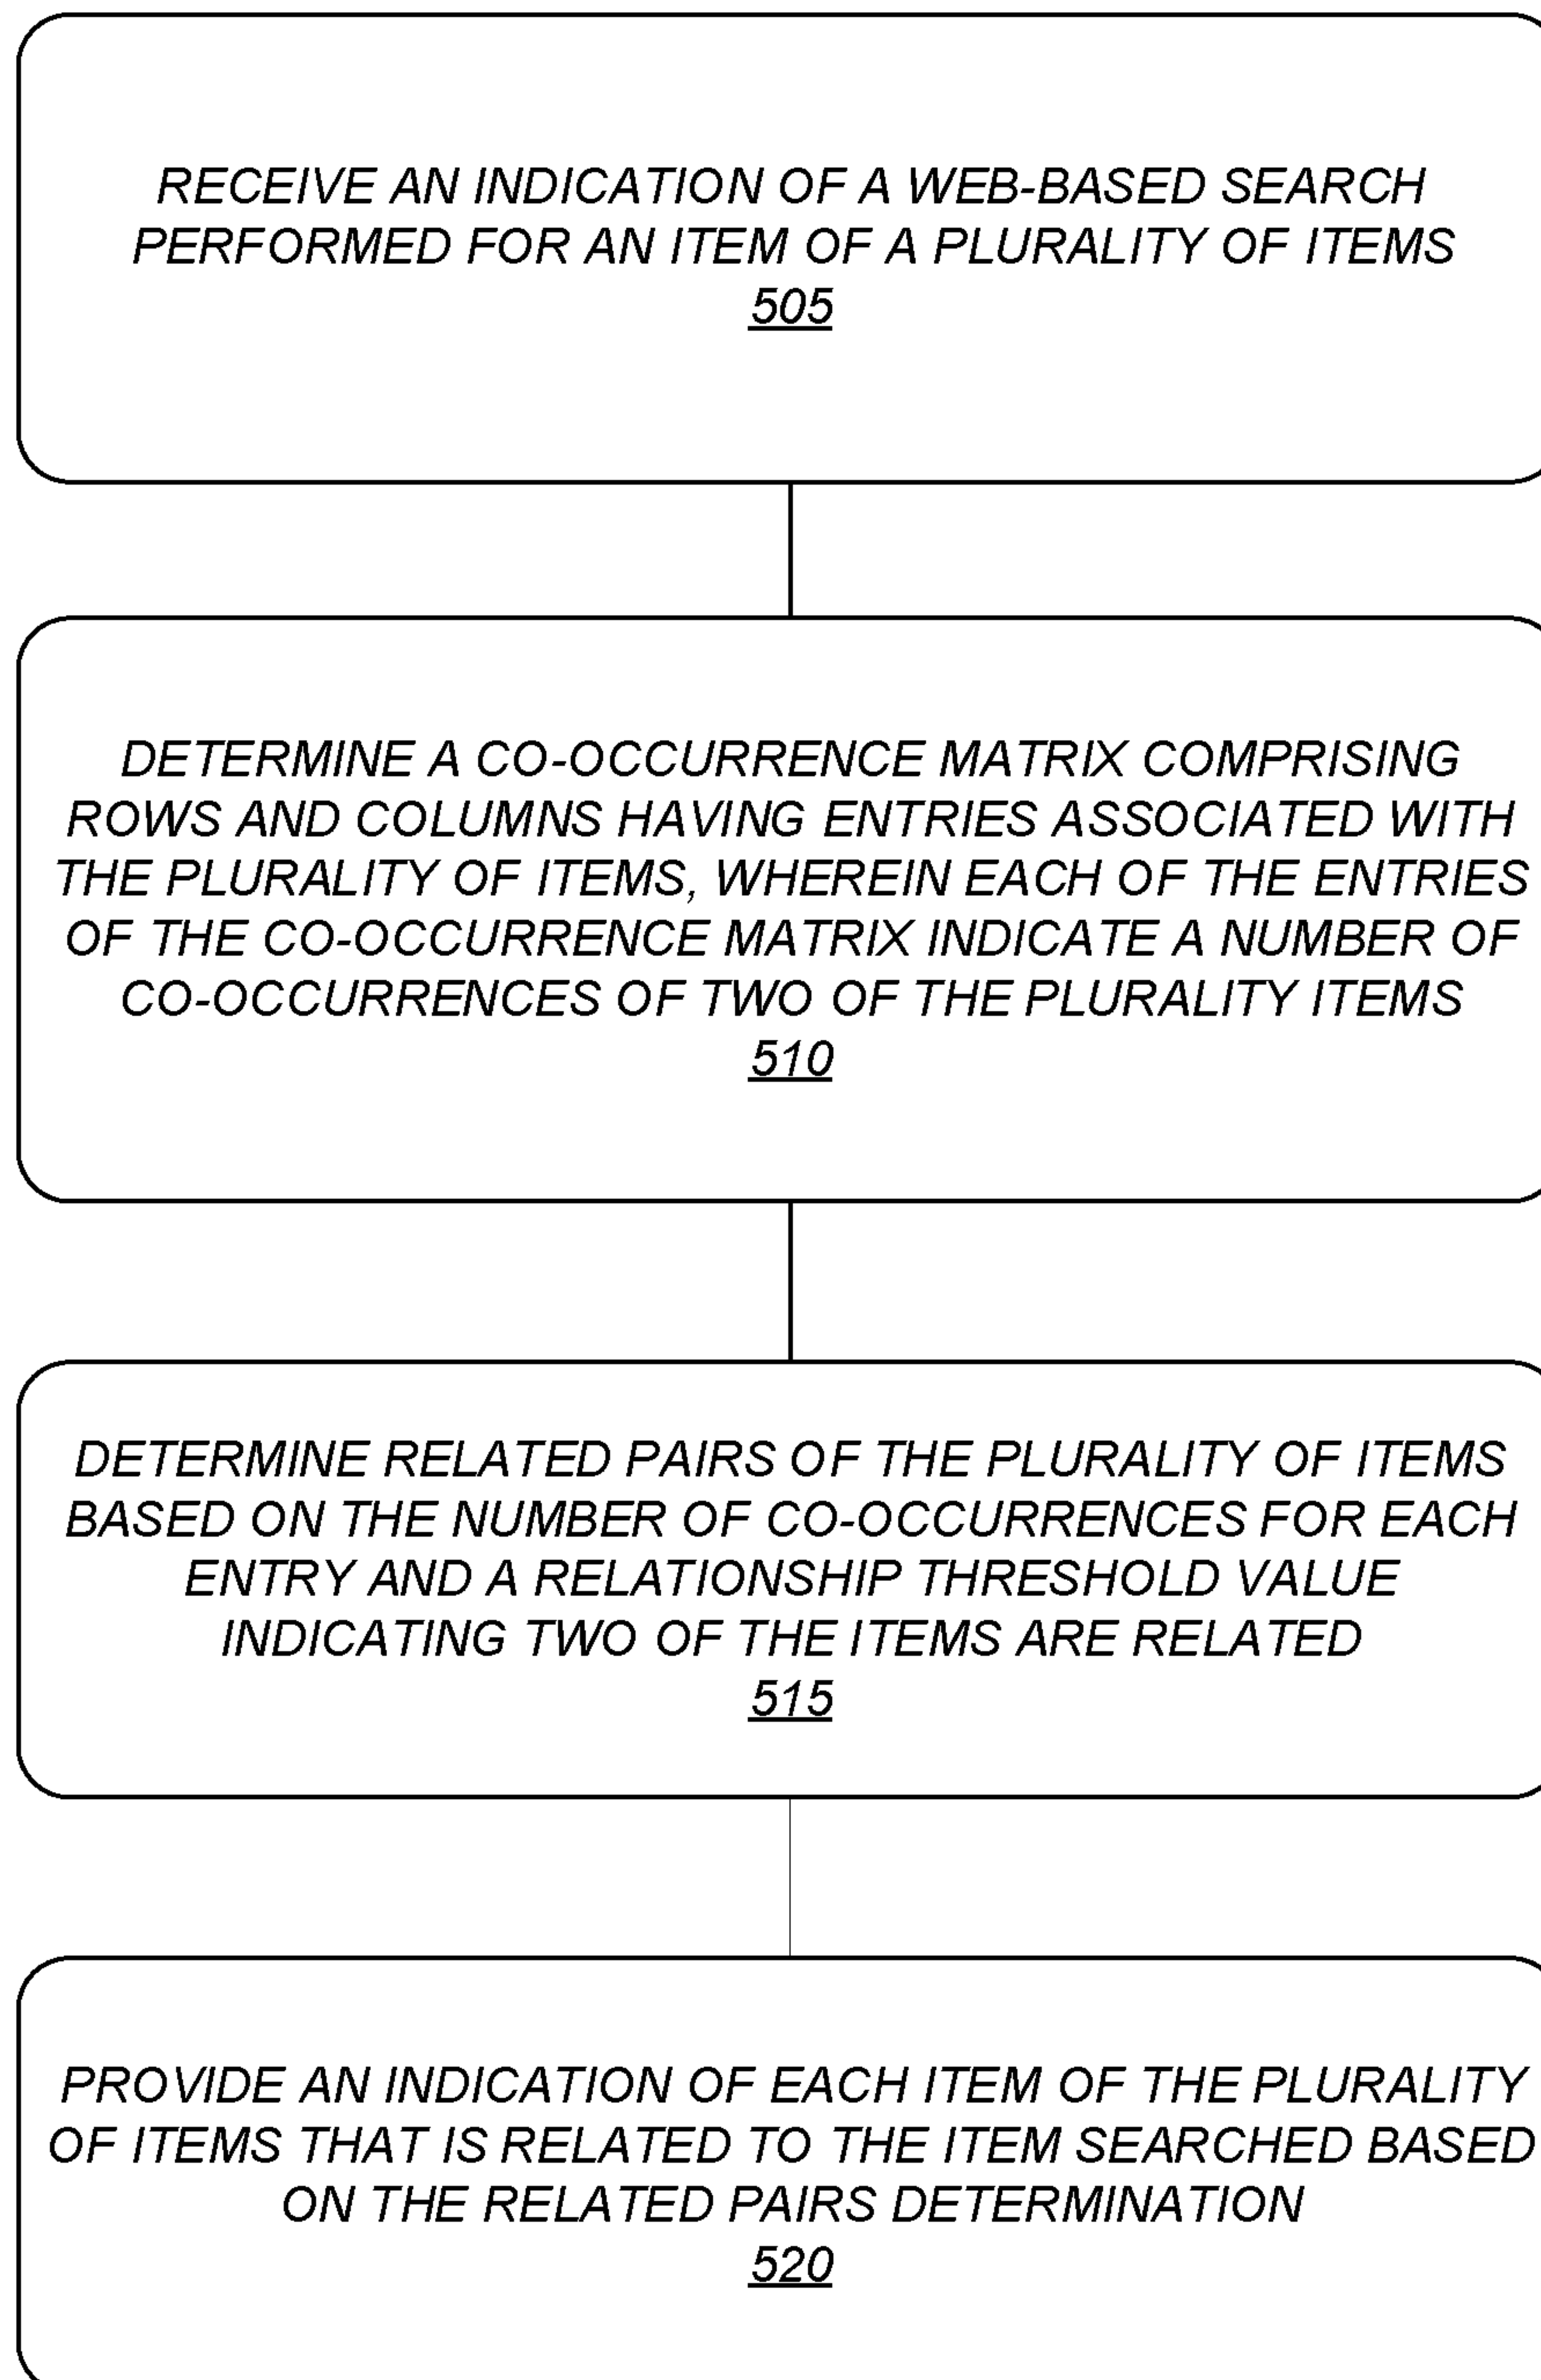 RECEIVE AN INDICATION OF A WEB-BASED SEARCH
PERFORMED FOR AN ITEM OF A PLURALITY OF ITEMS
505
DETERMINE A CO-OCCURRENCE MATRIX COMPRISING
ROWS AND COLUMNS HAVING ENTRIES ASSOCIATED WITH
THE PLURALITY OF ITEMS, WHEREIN EACH OF THE ENTRIES
OF THE CO-OCCURRENCE MATRIX INDICATE A NUMBER OF
CO-OCCURRENCES OF TWO OF THE PLURALITY ITEMS
510
DETERMINE RELATED PAIRS OF THE PLURALITY OF ITEMS
BASED ON THE NUMBER OF CO-OCCURRENCES FOR EACH
ENTRY AND A RELATIONSHIP THRESHOLD VALUE
INDICATING TWO OF THE ITEMS ARE RELATED
515
PROVIDE AN INDICATION OF EACH ITEM OF THE PLURALITY
OF ITEMS THAT IS RELATED TO THE ITEM SEARCHED BASED
ON THE RELATED PAIRS DETERMINATION
520